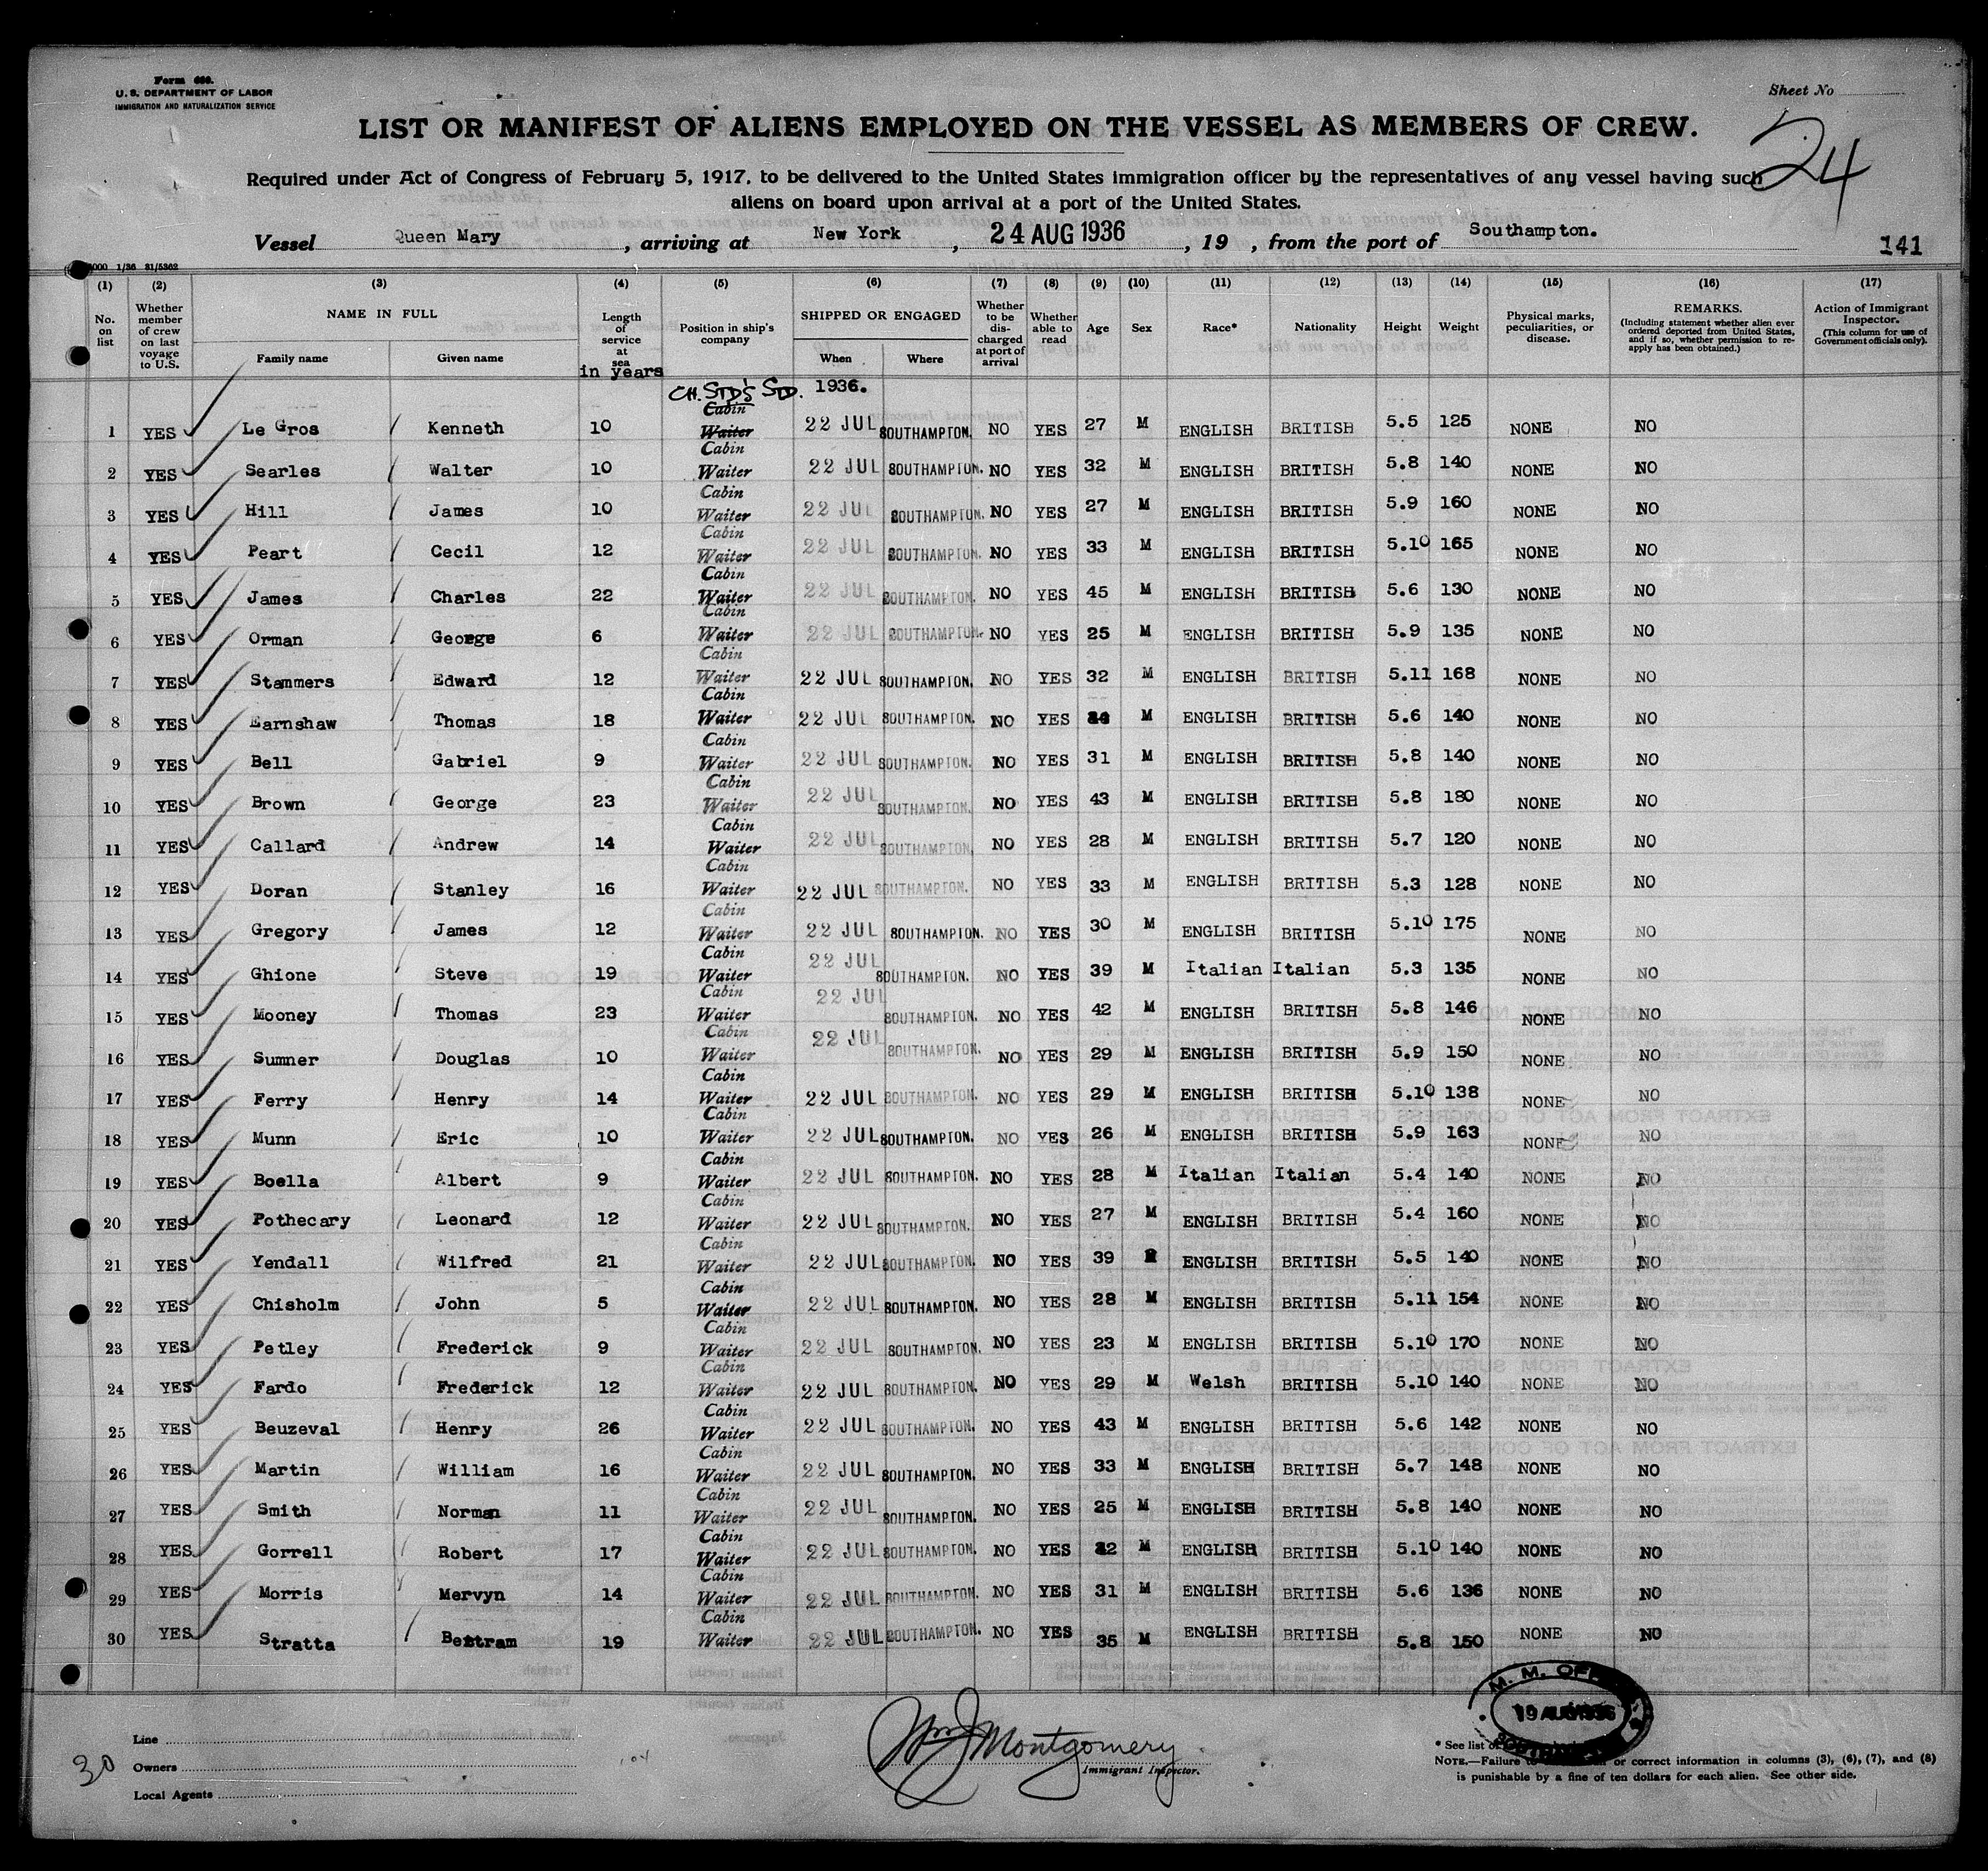 Form 680.
U. S. DEPARTMENT OF LABOR
IMMIGRATION AND NATURALIZATION SERVICE
Sheet No
LIST OR MANIFEST OF ALIENS EMPLOYED ON THE VESSEL AS MEMBERS OF CREW.
24
Required under Act of Congress of February 5, 1917, to be delivered to the United States immigration officer by the representatives of any vessel having such
aliens on board upon arrival at a port of the United States.
Vessel Queen Mary, arriving at New York, 24 AUG 1936, 19 , from the port of Southampton.
141
(1) (2) (3) (4) (5) (6) (7) (8) (9) (10) (11) (12) (13) (14) (15) (16) (17)
No. on list
Whether member of crew on last voyage to U.S.
NAME IN FULL
Family name
Given name
Length of service at sea in years
Position in ship's company
SHIPPED OR ENGAGED
When
Where
Whether to be discharged at port of arrival
Whether able to read
Age
Sex
Race*
Nationality
Height
Weight
Physical marks, peculiarities, or disease.
REMARKS.
(Including statement whether alien ever ordered deported from United States, and if so, whether permission to re-apply has been obtained.)
Action of Immigrant Inspector.
(This column for use of Government officials only).
CH. STD'S STD. 1936.
1 YES Le Gros Kenneth 10 Cabin Waiter 22 JUL SOUTHAMPTON. NO YES 27 M ENGLISH BRITISH 5.5 125 NONE NO
2 YES Searles Walter 10 Cabin Waiter 22 JUL SOUTHAMPTON. NO YES 32 M ENGLISH BRITISH 5.8 140 NONE NO
3 YES Hill James 10 Cabin Waiter 22 JUL SOUTHAMPTON. NO YES 27 M ENGLISH BRITISH 5.9 160 NONE NO
4 YES Peart Cecil 12 Cabin Waiter 22 JUL SOUTHAMPTON. NO YES 33 M ENGLISH BRITISH 5.10 165 NONE NO
5 YES James Charles 22 Cabin Waiter 22 JUL SOUTHAMPTON. NO YES 45 M ENGLISH BRITISH 5.6 130 NONE NO
6 YES Orman George 6 Cabin Waiter 22 JUL SOUTHAMPTON. NO YES 25 M ENGLISH BRITISH 5.9 135 NONE NO
7 YES Stammers Edward 12 Cabin Waiter 22 JUL SOUTHAMPTON. NO YES 32 M ENGLISH BRITISH 5.11 168 NONE NO
8 YES Earnshaw Thomas 18 Cabin Waiter 22 JUL SOUTHAMPTON. NO YES M ENGLISH BRITISH 5.6 140 NONE NO
9 YES Bell Gabriel 9 Cabin Waiter 22 JUL SOUTHAMPTON. NO YES 31 M ENGLISH BRITISH 5.8 140 NONE NO
10 YES Brown George 23 Cabin Waiter 22 JUL SOUTHAMPTON. NO YES 43 M ENGLISH BRITISH 5.8 180 NONE NO
11 YES Callard Andrew 14 Cabin Waiter 22 JUL SOUTHAMPTON. NO YES 28 M ENGLISH BRITISH 5.7 120 NONE NO
12 YES Doran Stanley 16 Cabin Waiter 22 JUL SOUTHAMPTON. NO YES 33 M ENGLISH BRITISH 5.3 128 NONE NO
13 YES Gregory James 12 Cabin Waiter 22 JUL SOUTHAMPTON. NO YES 30 M ENGLISH BRITISH 5.10 175 NONE NO
14 YES Ghione Steve 19 Cabin Waiter 22 JUL SOUTHAMPTON. NO YES 39 M Italian Italian 5.3 135 NONE NO
15 YES Mooney Thomas 23 Cabin Waiter 22 JUL SOUTHAMPTON. NO YES 42 M ENGLISH BRITISH 5.8 146 NONE NO
16 YES Sumner Douglas 10 Cabin Waiter 22 JUL SOUTHAMPTON. NO YES 29 M ENGLISH BRITISH 5.9 150 NONE NO
17 YES Ferry Henry 14 Cabin Waiter 22 JUL SOUTHAMPTON. NO YES 29 M ENGLISH BRITISH 5.10 138 NONE NO
18 YES Munn Eric 10 Cabin Waiter 22 JUL SOUTHAMPTON. NO YES 26 M ENGLISH BRITISH 5.9 163 NONE NO
19 YES Boella Albert 9 Cabin Waiter 22 JUL SOUTHAMPTON. NO YES 28 M Italian Italian 5.4 140 NONE NO
20 YES Pothecary Leonard 12 Cabin Waiter 22 JUL SOUTHAMPTON. NO YES 27 M ENGLISH BRITISH 5.4 160 NONE NO
21 YES Yendall Wilfred 21 Cabin Waiter 22 JUL SOUTHAMPTON. NO YES 39 ENGLISH BRITISH 5.5 140 NONE NO
22 YES Chisholm John 5 Cabin Waiter 22 JUL SOUTHAMPTON. NO YES 28 M ENGLISH BRITISH 5.11 154 NONE NO
23 YES Petley Frederick 9 Cabin Waiter 22 JUL SOUTHAMPTON. NO YES 23 M ENGLISH BRITISH 5.10 170 NONE NO
24 YES Fardo Frederick 12 Cabin Waiter 22 JUL SOUTHAMPTON. NO YES 29 M Welsh BRITISH 5.10 140 NONE NO
25 YES Beuzeval Henry 26 Cabin Waiter 22 JUL SOUTHAMPTON. NO YES 43 M ENGLISH BRITISH 5.6 142 NONE NO
26 YES Martin William 16 Cabin Waiter 22 JUL SOUTHAMPTON. NO YES 33 M ENGLISH BRITISH 5.7 148 NONE NO
27 YES Smith Norman 11 Cabin Waiter 22 JUL SOUTHAMPTON. NO YES 25 M ENGLISH BRITISH 5.8 140 NONE NO
28 YES Gorrell Robert 17 Cabin Waiter 22 JUL SOUTHAMPTON. NO YES M ENGLISH BRITISH 5.10 140 NONE NO
29 YES Morris Mervyn 14 Cabin Waiter 22 JUL SOUTHAMPTON. NO YES 31 M ENGLISH BRITISH 5.6 136 NONE NO
30 YES Stratta Bertram 19 Cabin Waiter 22 JUL SOUTHAMPTON. NO YES 35 M ENGLISH BRITISH 5.8 150 NONE NO
M. M. OFFICE
19 AUG 1936
Line
30
Owners
Local Agents
Wm J Montgomery
Immigrant Inspector.
* See list
NOTE.—Failure or correct information in columns (3), (6), (7), and (8)
is punishable by a fine of ten dollars for each alien. See other side.